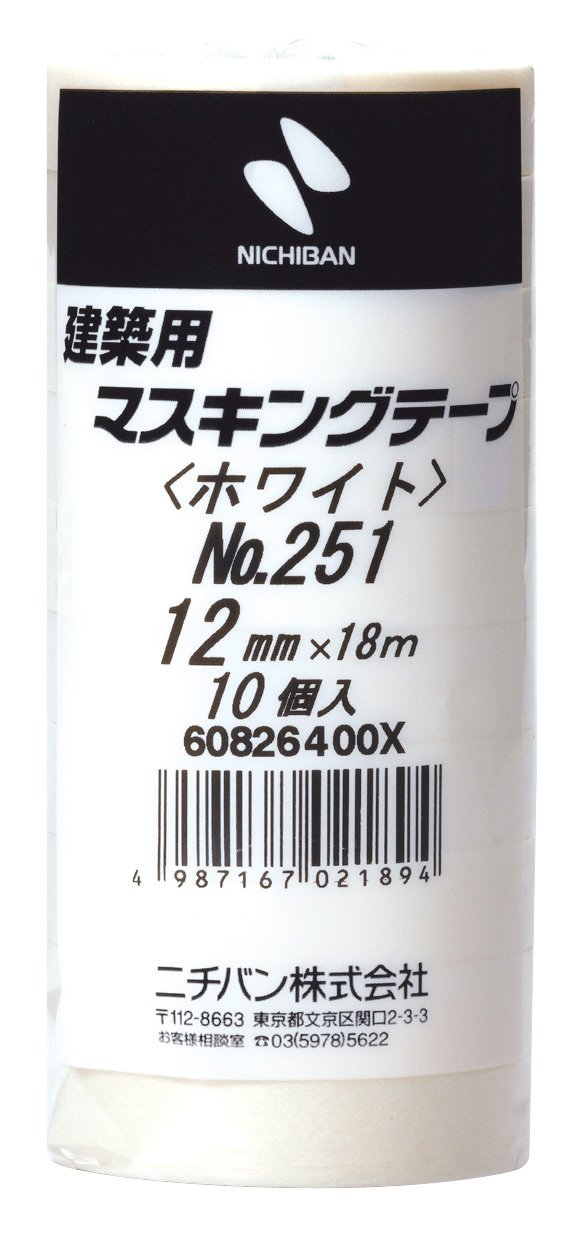 NICHIBAN
建築用
マスキングテープ
〈ホワイト〉
No.251
12mm×18m
10個入
60826400X
4 987167 021894
ニチバン株式会社
〒112-8663 東京都文京区関口2-3-3
お客様相談室 ☎03(5978)5622